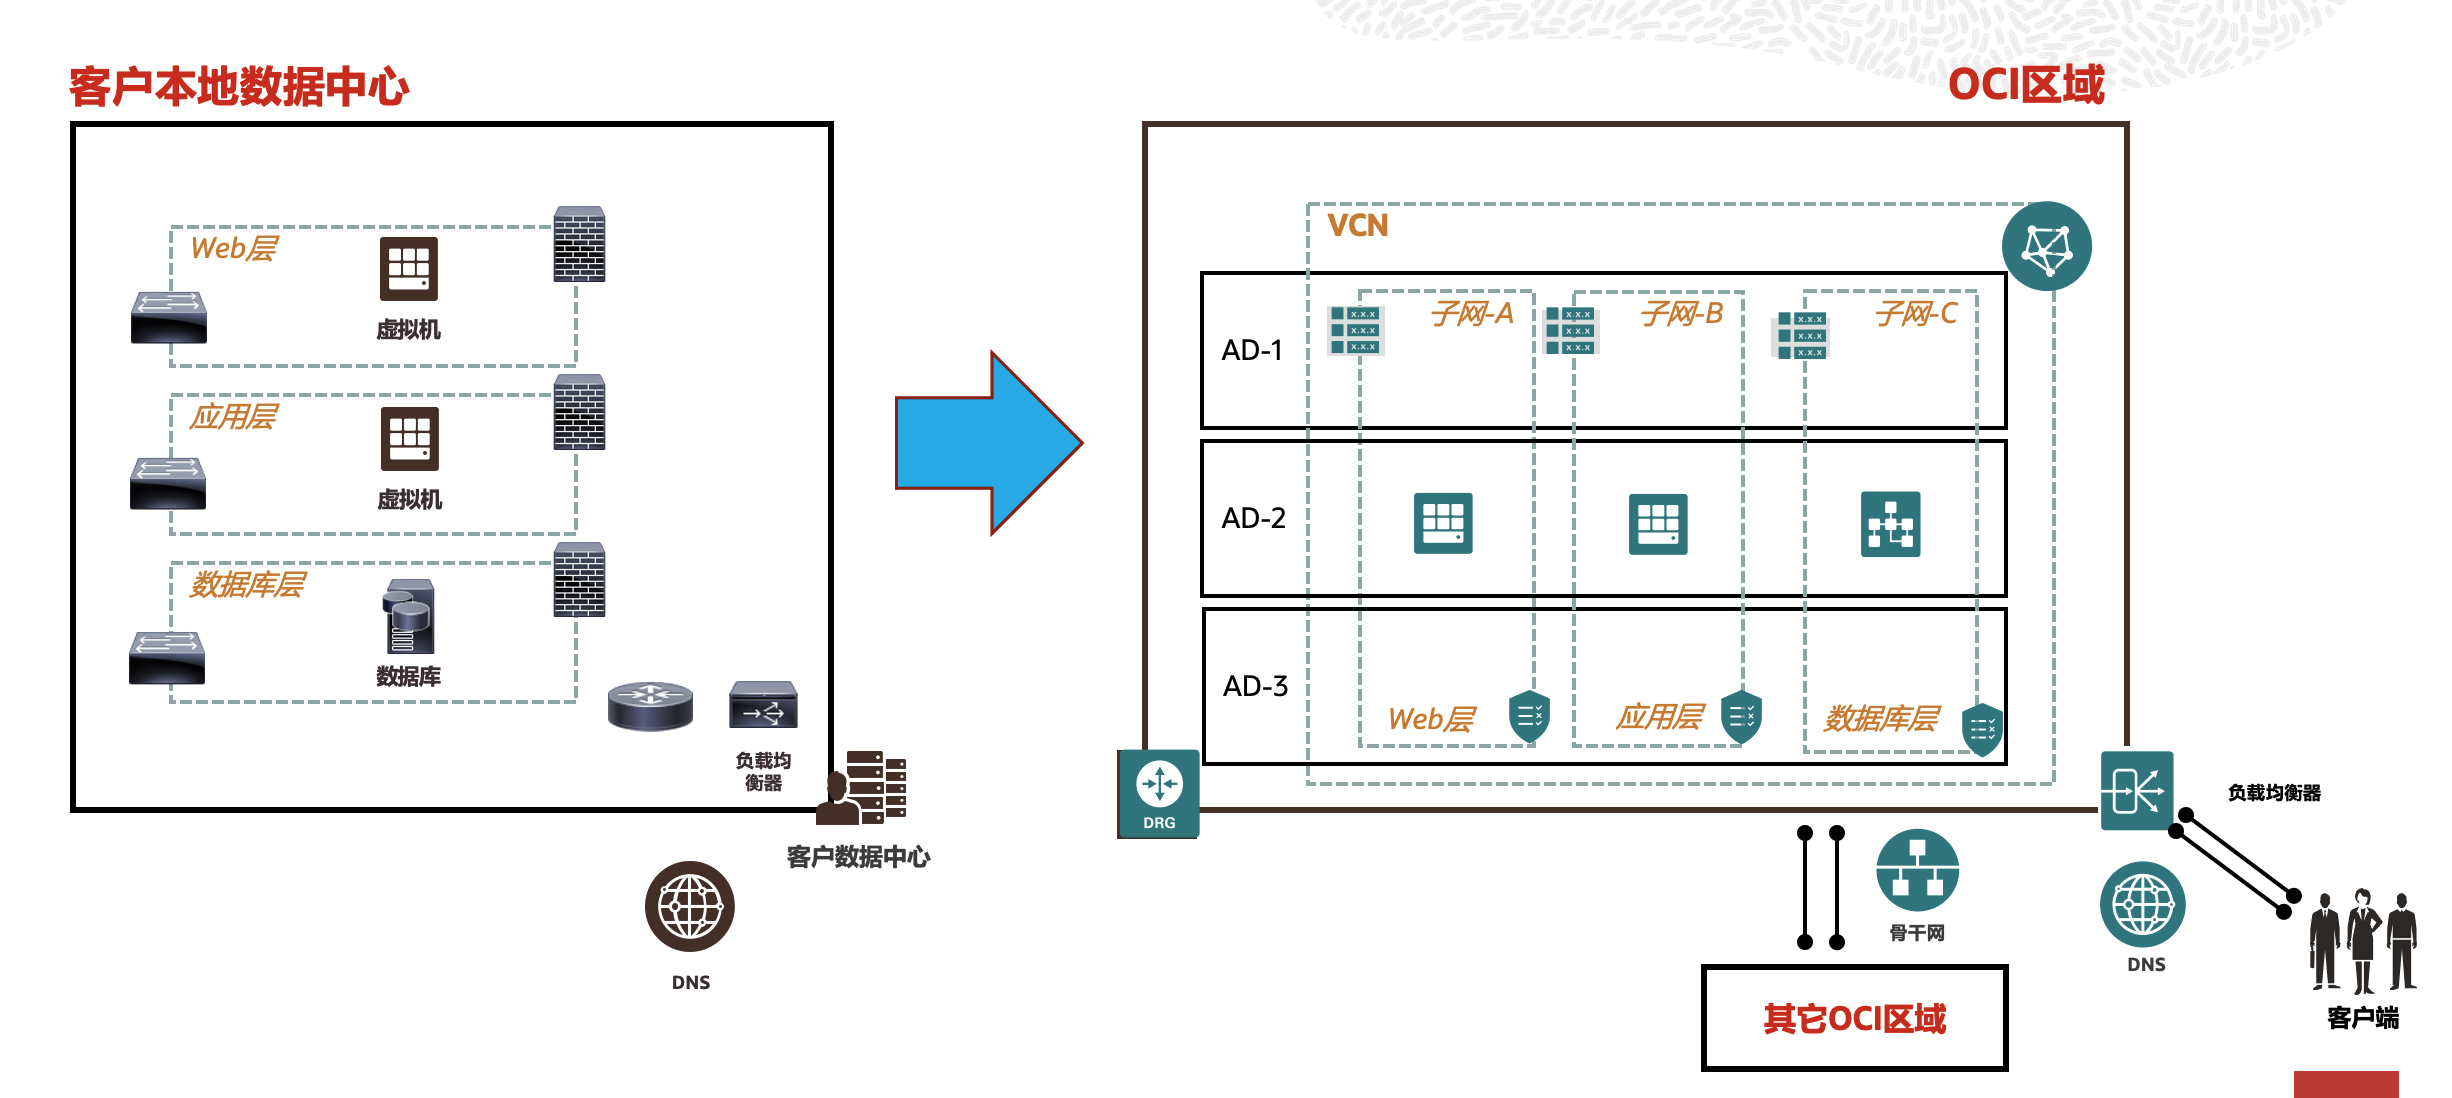 客户本地数据中心
OCI区域
Web层
虚拟机
应用层
虚拟机
数据库层
数据库
负载均
衡器
客户数据中心
DNS
VCN
子网-A
子网-B
子网-C
x.x.x
x.x.x
x.x.x
x.x.x
x.x.x
x.x.x
x.x.x
x.x.x
x.x.x
AD-1
AD-2
AD-3
Web层
应用层
数据库层
DRG
负载均衡器
骨干网
DNS
其它OCI区域
客户端